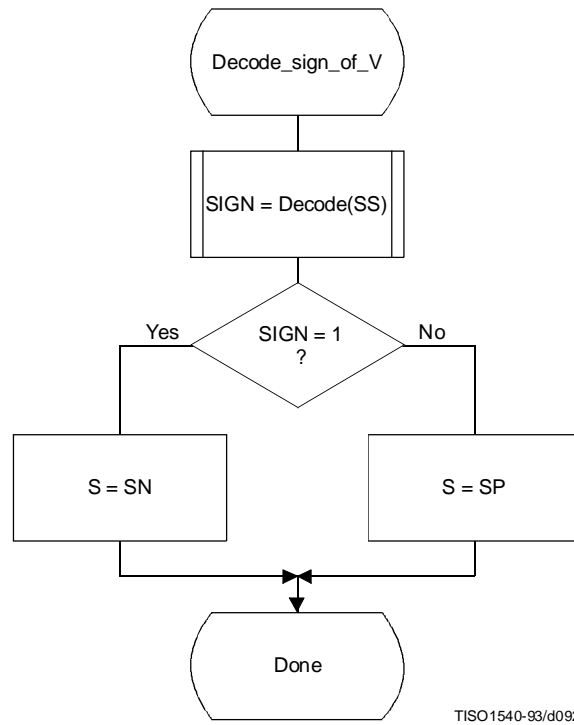 Decode_sign_of_V
SIGN = Decode(SS)
SIGN = 1
?
Yes
No
S = SN
S = SP
Done